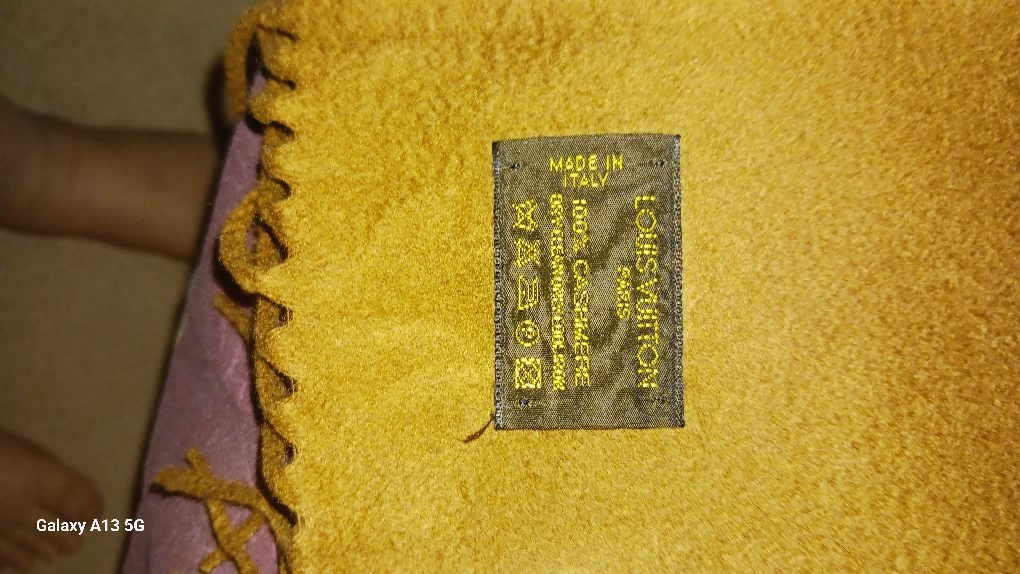 LOUIS VUITTON
PARIS
100% CASHMERE
MADE IN
ITALY
Galaxy A13 5G